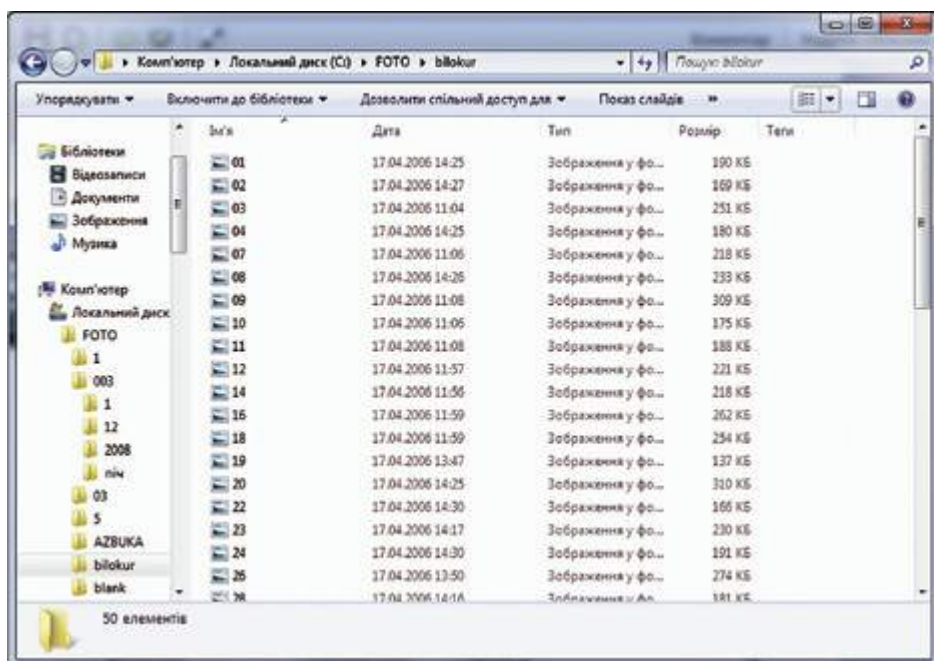 Комп'ютер ▸ Локальний диск (C:) ▸ FOTO ▸ bilokur Пошук: bilokur
Упорядкувати Включити до бібліотеки Дозволити спільний доступ для Показ слайдів »
Бібліотеки
Відеозаписи
Документи
Зображення
Музика
Комп'ютер
Локальний диск
FOTO
1
003
1
12
2008
піч
03
5
AZBUKA
bilokur
blank
Ім'я Дата Тип Розмір Теги
01 17.04.2006 14:25 Зображення у фо... 190 КБ
02 17.04.2006 14:27 Зображення у фо... 169 КБ
03 17.04.2006 11:04 Зображення у фо... 251 КБ
04 17.04.2006 14:25 Зображення у фо... 180 КБ
07 17.04.2006 11:06 Зображення у фо... 218 КБ
08 17.04.2006 14:26 Зображення у фо... 233 КБ
09 17.04.2006 11:08 Зображення у фо... 309 КБ
10 17.04.2006 11:05 Зображення у фо... 175 КБ
11 17.04.2006 11:08 Зображення у фо... 188 КБ
12 17.04.2006 11:57 Зображення у фо... 221 КБ
14 17.04.2006 11:56 Зображення у фо... 218 КБ
16 17.04.2006 11:59 Зображення у фо... 262 КБ
18 17.04.2006 11:59 Зображення у фо... 254 КБ
19 17.04.2006 13:47 Зображення у фо... 137 КБ
20 17.04.2006 14:25 Зображення у фо... 310 КБ
22 17.04.2006 14:30 Зображення у фо... 166 КБ
23 17.04.2006 14:17 Зображення у фо... 230 КБ
24 17.04.2006 14:30 Зображення у фо... 191 КБ
26 17.04.2006 13:50 Зображення у фо... 274 КБ
28 17.04.2006 14:16 Зображення у фо... 181 КБ
50 елементів